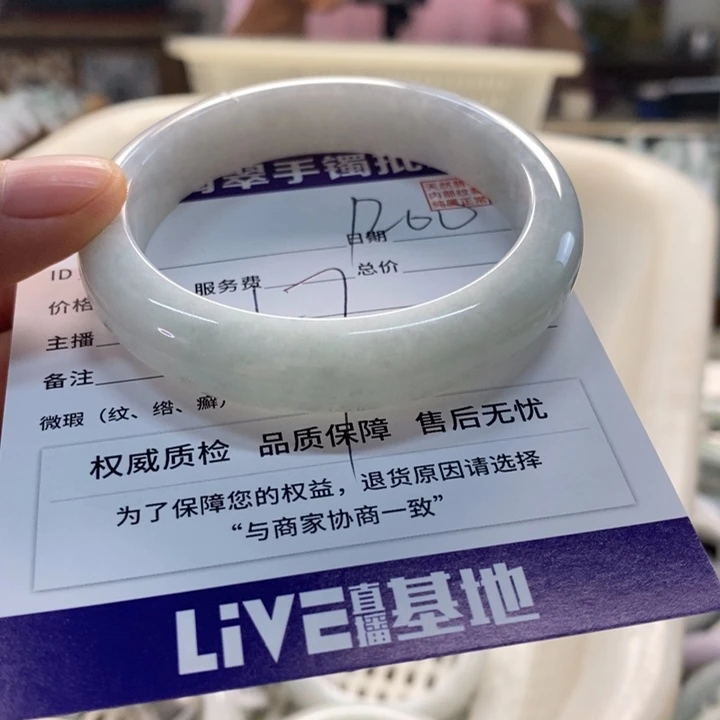 翠手镯批
天然翡
日期
ID
服务费
总价
价格
主播
备注
微瑕（纹、绺、癣）
权威质检 品质保障 售后无忧
为了保障您的权益，退货原因请选择
“与商家协商一致”
LiVE直播基地